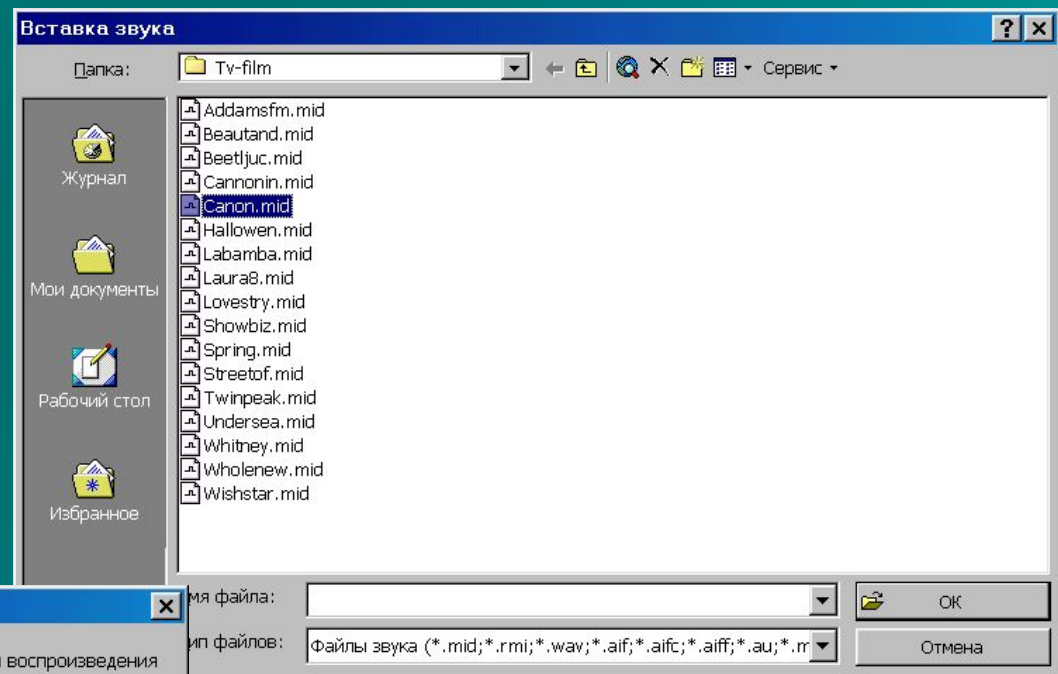 Вставка звука
Папка: Tv-film Сервис
Журнал
Мои документы
Рабочий стол
Избранное
Addamsfm.mid
Beautand.mid
Beetljuc.mid
Cannonin.mid
Canon.mid
Hallowen.mid
Labamba.mid
Laura8.mid
Lovestry.mid
Showbiz.mid
Spring.mid
Streetof.mid
Twinpeak.mid
Undersea.mid
Whitney.mid
Wholenew.mid
Wishstar.mid
мя файла: ОК
ип файлов: Файлы звука (*.mid;*.rmi;*.wav;*.aif;*.aifc;*.aiff;*.au;*.m Отмена
воспроизведения